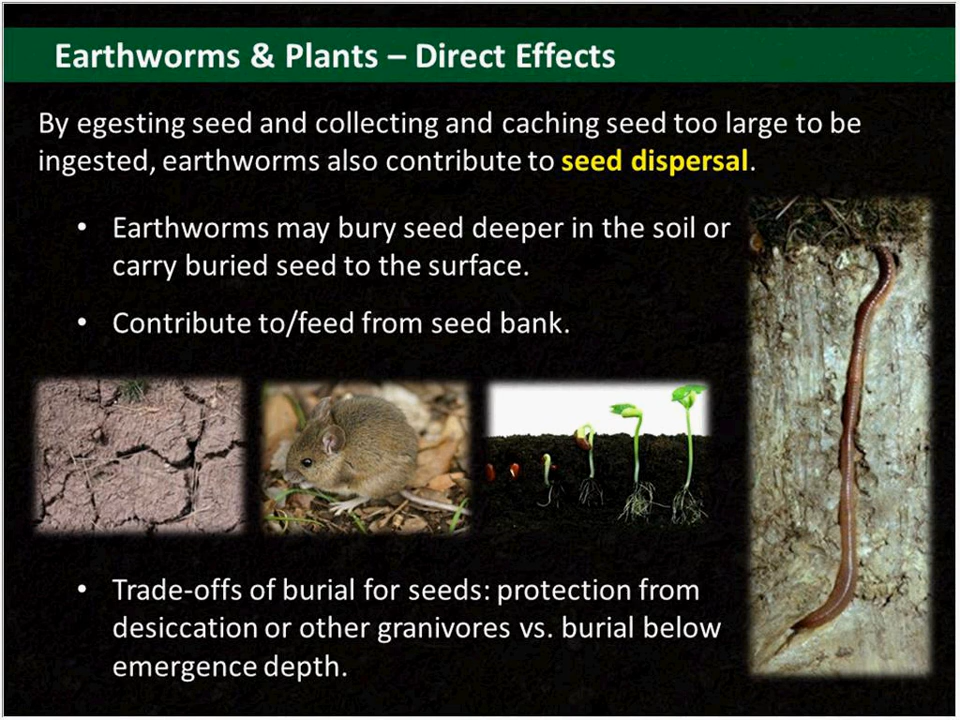 Earthworms & Plants – Direct Effects
By egesting seed and collecting and caching seed too large to be
ingested, earthworms also contribute to seed dispersal.
• Earthworms may bury seed deeper in the soil or
carry buried seed to the surface.
• Contribute to/feed from seed bank.
• Trade-offs of burial for seeds: protection from
desiccation or other granivores vs. burial below
emergence depth.